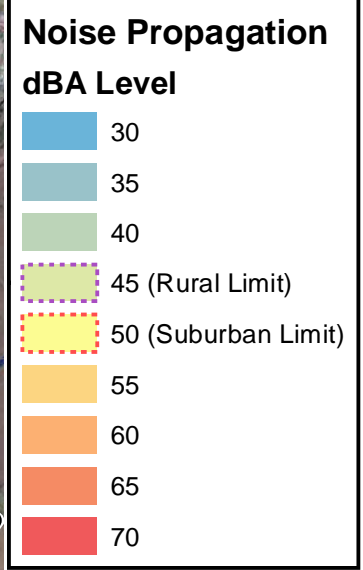 Noise Propagation
dBA Level
30
35
40
45 (Rural Limit)
50 (Suburban Limit)
55
60
65
70